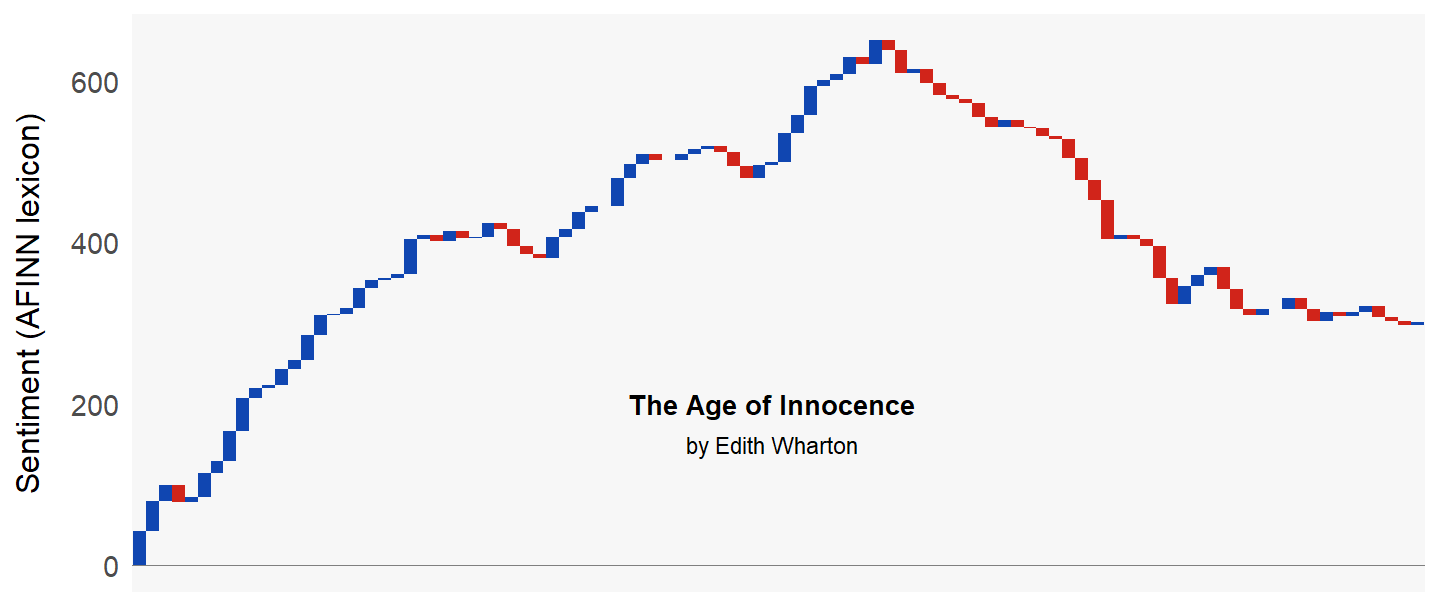 Sentiment (AFINN lexicon)
600
400
200
0
The Age of Innocence
by Edith Wharton